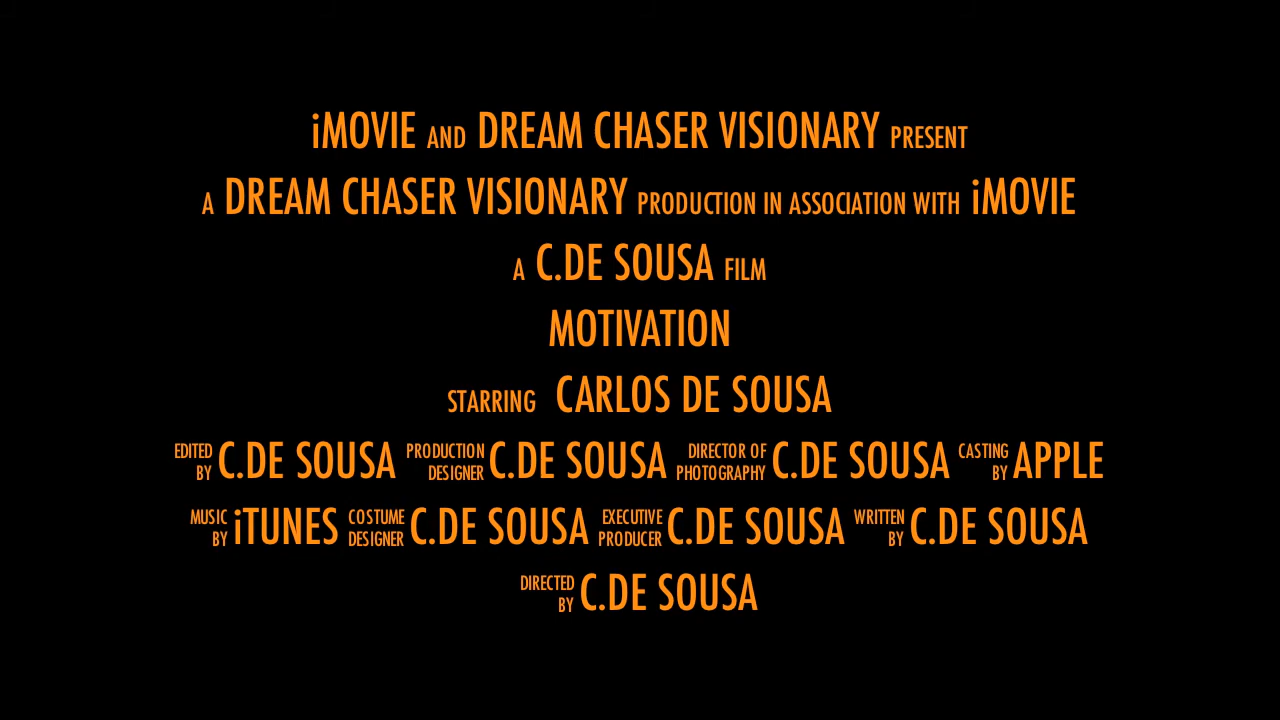 iMOVIE AND DREAM CHASER VISIONARY PRESENT
A DREAM CHASER VISIONARY PRODUCTION IN ASSOCIATION WITH iMOVIE
A C.DE SOUSA FILM
MOTIVATION
STARRING CARLOS DE SOUSA
EDITED BY C.DE SOUSA PRODUCTION DESIGNER C.DE SOUSA DIRECTOR OF PHOTOGRAPHY C.DE SOUSA CASTING BY APPLE
MUSIC BY iTUNES COSTUME DESIGNER C.DE SOUSA EXECUTIVE PRODUCER C.DE SOUSA WRITTEN BY C.DE SOUSA
DIRECTED BY C.DE SOUSA